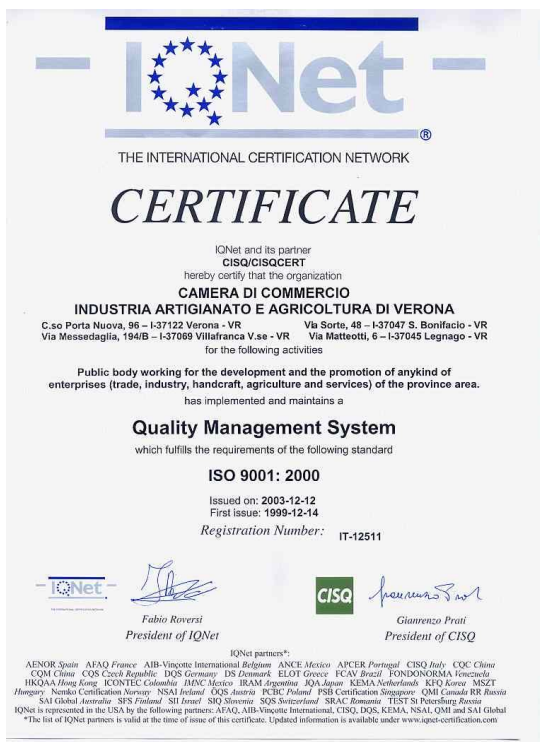 IQNet
®
THE INTERNATIONAL CERTIFICATION NETWORK
CERTIFICATE
IQNet and its partner
CISQ/CISQCERT
hereby certify that the organization
CAMERA DI COMMERCIO
INDUSTRIA ARTIGIANATO E AGRICOLTURA DI VERONA
C.so Porta Nuova, 96 – I-37122 Verona - VR Via Sorte, 48 – I-37047 S. Bonifacio - VR
Via Messedaglia, 194/B – I-37069 Villafranca V.se - VR Via Matteotti, 6 – I-37045 Legnago - VR
for the following activities
Public body working for the development and the promotion of anykind of
enterprises (trade, industry, handcraft, agriculture and services) of the province area.
has implemented and maintains a
Quality Management System
which fulfills the requirements of the following standard
ISO 9001: 2000
Issued on: 2003-12-12
First issue: 1999-12-14
Registration Number: IT-12511
IQNet
CISQ
Fabio Roversi
President of IQNet
Gianrenzo Prati
President of CISQ
IQNet partners*:
AENOR Spain AFAQ France AIB-Vinçotte International Belgium ANCE Mexico APCER Portugal CISQ Italy CQC China
CQM China CQS Czech Republic DQS Germany DS Denmark ELOT Greece FCAV Brazil FONDONORMA Venezuela
HKQAA Hong Kong ICONTEC Colombia IMNC Mexico IRAM Argentina JQA Japan KEMA Netherlands KFQ Korea MSZT
Hungary Nemko Certification Norway NSAI Ireland ÖQS Austria PCBC Poland PSB Certification Singapore QMI Canada RR Russia
SAI Global Australia SFS Finland SII Israel SIQ Slovenia SQS Switzerland SRAC Romania TEST St Petersburg Russia
IQNet is represented in the USA by the following partners: AFAQ, AIB-Vinçotte International, CISQ, DQS, KEMA, NSAI, QMI and SAI Global
*The list of IQNet partners is valid at the time of issue of this certificate. Updated information is available under www.iqnet-certification.com